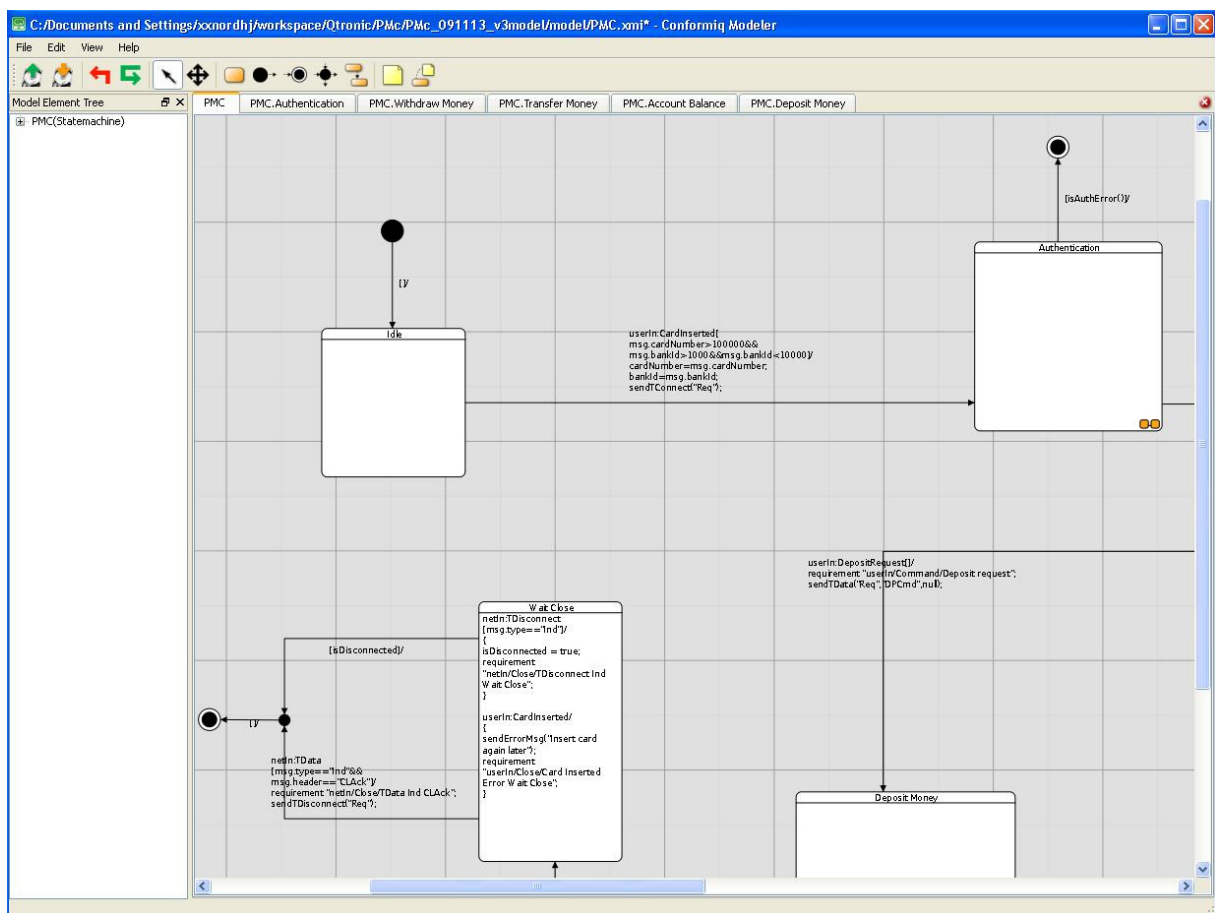 C:/Documents and Settings/xxnordhj/workspace/Qtronic/PMc/PMc_091113_v3model/model/PMC.xmi* - Conformiq Modeler
File Edit View Help
Model Element Tree
PMC PMC.Authentication PMC.Withdraw Money PMC.Transfer Money PMC.Account Balance PMC.Deposit Money
PMC(Statemachine)
[isAuthError()]/
Authentication
[]/
Idle
userIn:CardInserted[
msg.cardNumber>100000&&
msg.bankId>1000&&msg.bankId<10000]/
cardNumber=msg.cardNumber;
bankId=msg.bankId;
sendTConnect("Req");
userIn:DepositRequest[]/
requirement "userIn/Command/Deposit request";
sendTData("Req","DPCmd",null);
Wait Close
netIn:TDisconnect
[msg.type=="Ind"]/
{
isDisconnected = true;
requirement
"netIn/Close/TDisconnect Ind
Wait Close";
}
userIn:CardInserted/
{
sendErrorMsg("Insert card
again later");
requirement
"userIn/Close/Card Inserted
Error Wait Close";
}
[isDisconnected]/
[]/
netIn:TData
[msg.type=="Ind"&&
msg.header=="CLAck"]/
requirement "netIn/Close/TData Ind CLAck";
sendTDisconnect("Req");
Deposit Money